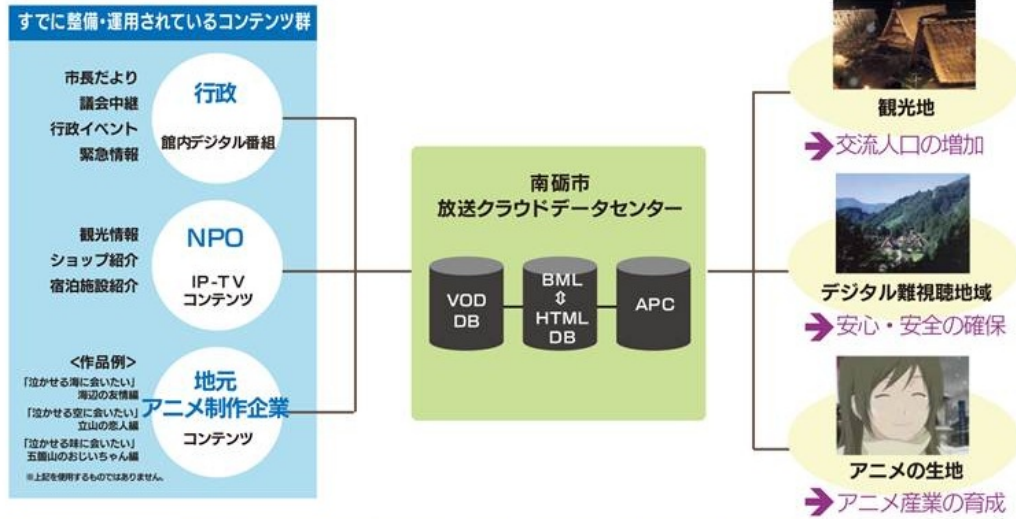 すでに整備・運用されているコンテンツ群
市長だより
議会中継
行政イベント
緊急情報
行政
館内デジタル番組
観光情報
ショップ紹介
宿泊施設紹介
NPO
IP-TV
コンテンツ
<作品例>
「泣かせる海に会いたい」
海辺の友情編
「泣かせる空に会いたい」
立山の恋人編
「泣かせる味に会いたい」
五箇山のおじいちゃん編
※上記を使用するものではありません。
地元
アニメ制作企業
コンテンツ
南砺市
放送クラウドデータセンター
VOD
DB
BML
⇕
HTML
DB
APC
観光地
➔交流人口の増加
デジタル難視聴地域
➔安心・安全の確保
アニメの生地
➔アニメ産業の育成